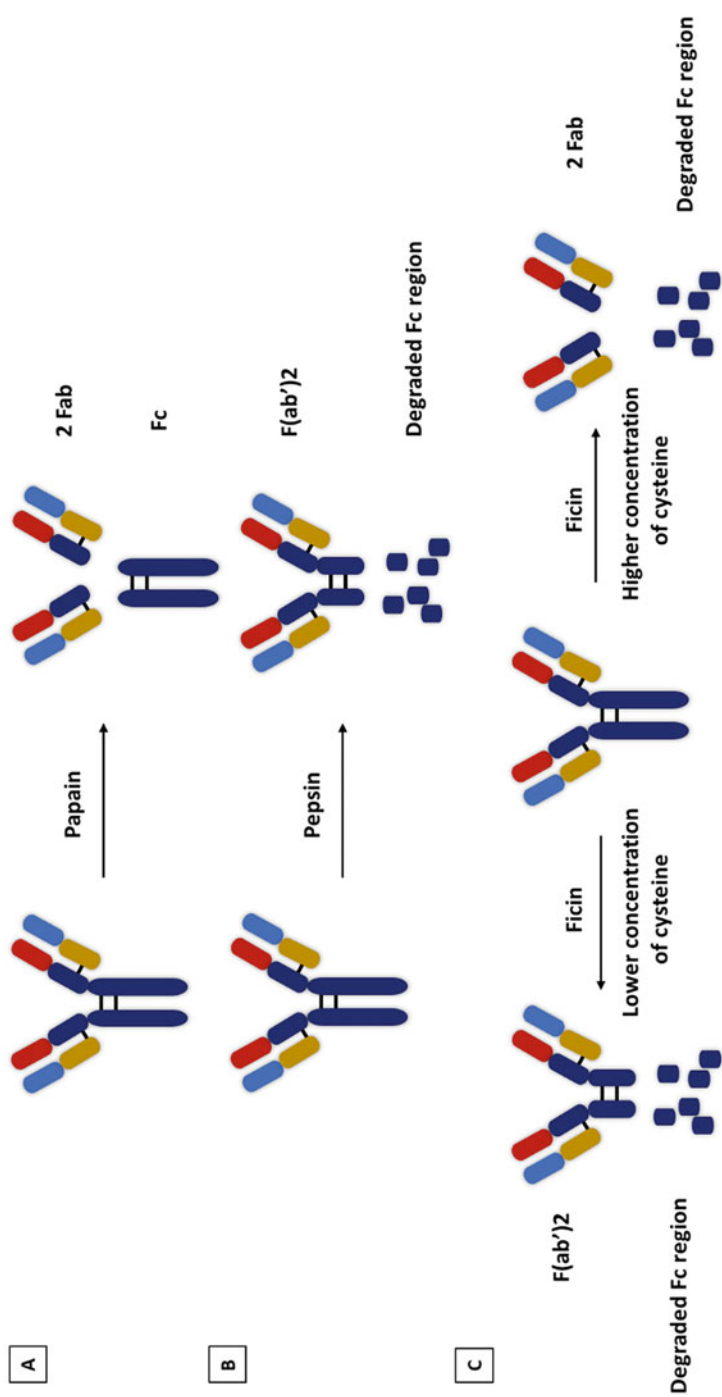 A
Papain
2 Fab
Fc
B
Pepsin
F(ab')2
Degraded Fc region
C
F(ab')2
Degraded Fc region
Ficin
Lower concentration
of cysteine
Ficin
Higher concentration
of cysteine
2 Fab
Degraded Fc region